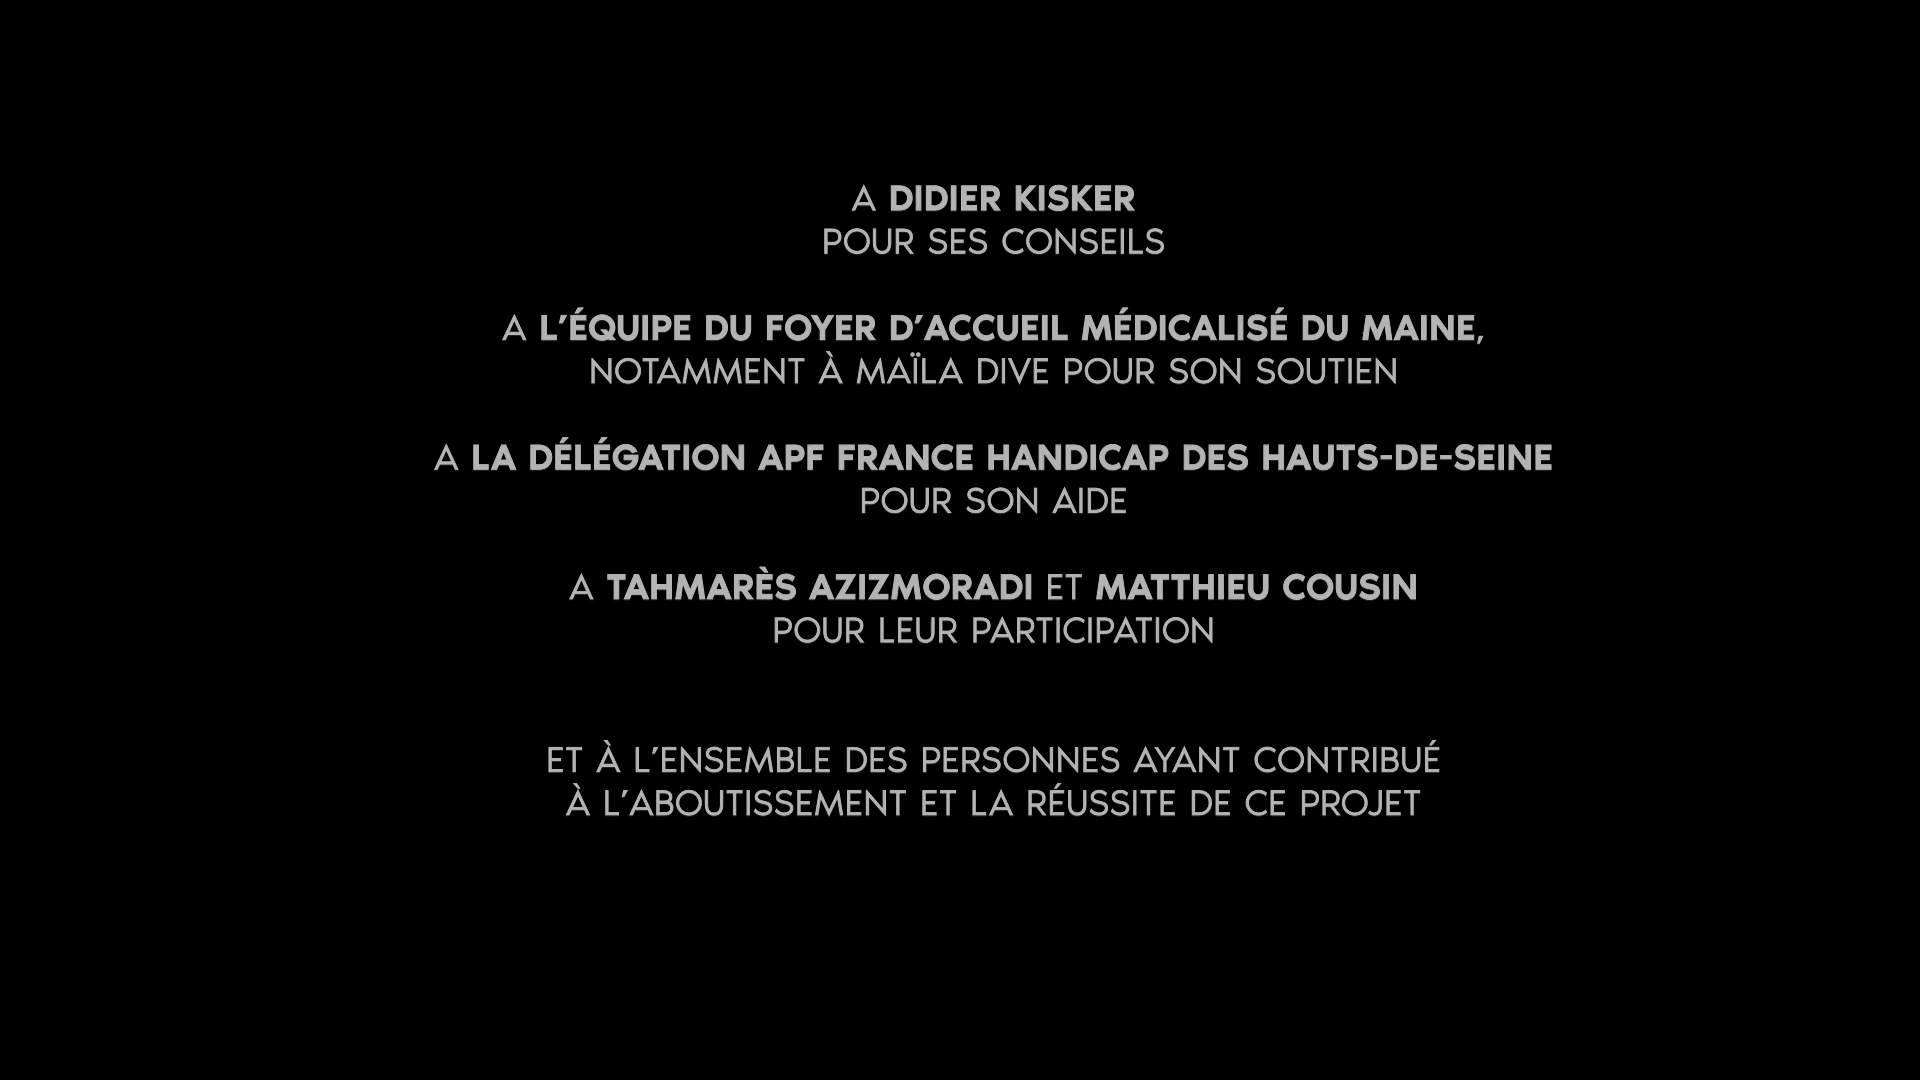 A DIDIER KISKER
POUR SES CONSEILS
A L’ÉQUIPE DU FOYER D’ACCUEIL MÉDICALISÉ DU MAINE,
NOTAMMENT À MAÏLA DIVE POUR SON SOUTIEN
A LA DÉLÉGATION APF FRANCE HANDICAP DES HAUTS-DE-SEINE
POUR SON AIDE
A TAHMARÈS AZIZMORADI ET MATTHIEU COUSIN
POUR LEUR PARTICIPATION
ET À L’ENSEMBLE DES PERSONNES AYANT CONTRIBUÉ
À L’ABOUTISSEMENT ET LA RÉUSSITE DE CE PROJET